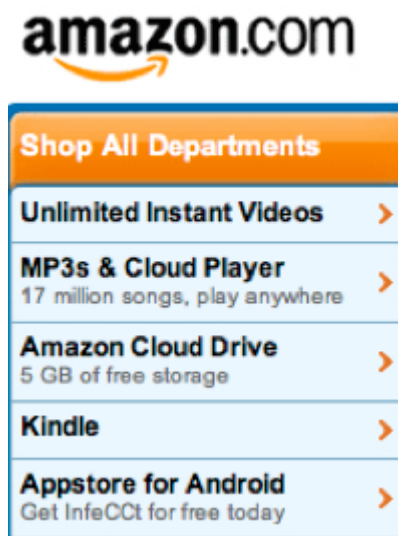 amazon.com
Shop All Departments
Unlimited Instant Videos
MP3s & Cloud Player
17 million songs, play anywhere
Amazon Cloud Drive
5 GB of free storage
Kindle
Appstore for Android
Get InfeCCt for free today